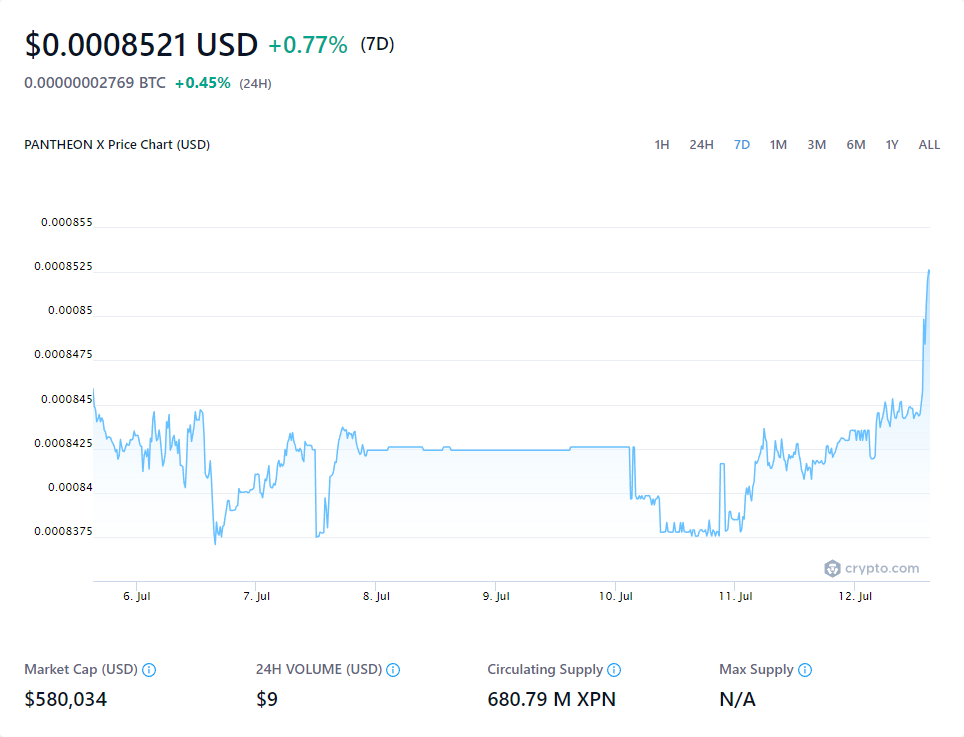 $0.0008521 USD +0.77% (7D)
0.00000002769 BTC +0.45% (24H)
PANTHEON X Price Chart (USD) 1H 24H 7D 1M 3M 6M 1Y ALL
0.000855
0.0008525
0.00085
0.0008475
0.000845
0.0008425
0.00084
0.0008375
crypto.com
6. Jul 7. Jul 8. Jul 9. Jul 10. Jul 11. Jul 12. Jul
Market Cap (USD) 24H VOLUME (USD) Circulating Supply Max Supply
$580,034 $9 680.79 M XPN N/A